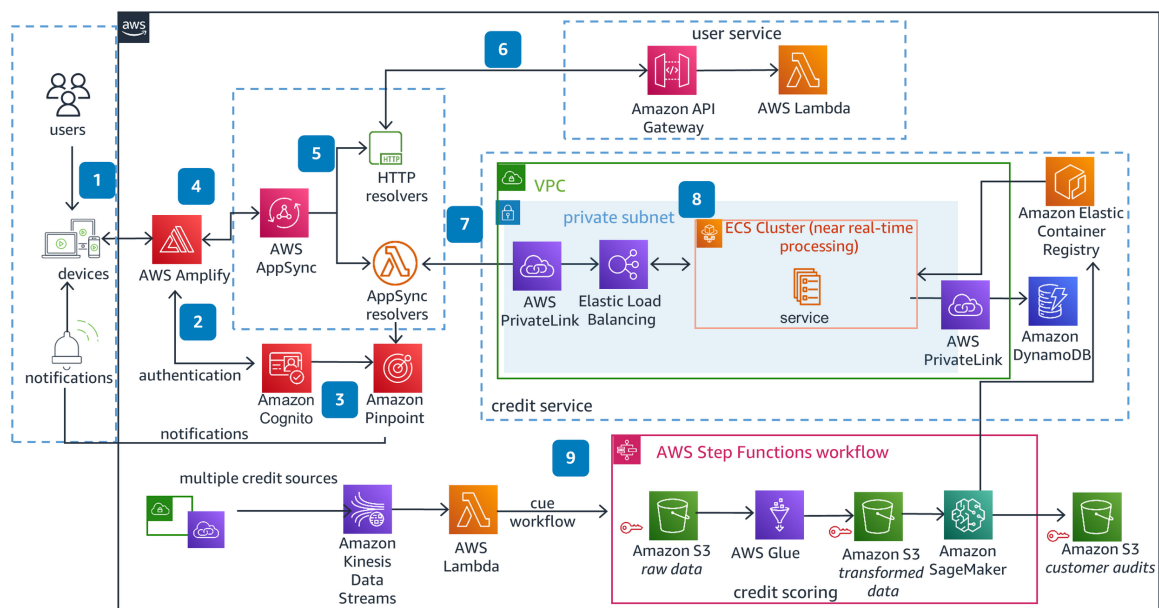 aws
users
1
devices
notifications
4
AWS Amplify
2
authentication
5
AWS
AppSync
HTTP
HTTP
resolvers
AppSync
resolvers
Amazon
Cognito
3
Amazon
Pinpoint
notifications
6
user service
Amazon API
Gateway
AWS Lambda
7
VPC
private subnet
8
ECS Cluster (near real-time
processing)
service
AWS
PrivateLink
Elastic Load
Balancing
AWS
PrivateLink
Amazon Elastic
Container
Registry
Amazon
DynamoDB
credit service
multiple credit sources
Amazon
Kinesis
Data
Streams
AWS
Lambda
cue
workflow
9
AWS Step Functions workflow
Amazon S3
raw data
AWS Glue
Amazon S3
transformed
data
Amazon
SageMaker
credit scoring
Amazon S3
customer audits